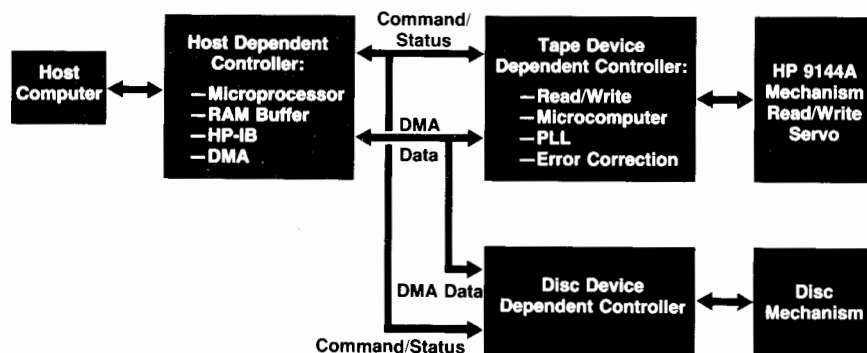 Host
Computer
Host Dependent
Controller:
—Microprocessor
—RAM Buffer
—HP-IB
—DMA
Command/
Status
DMA
Data
Tape Device
Dependent Controller:
—Read/Write
—Microcomputer
—PLL
—Error Correction
HP 9144A
Mechanism
Read/Write
Servo
DMA Data
Command/Status
Disc Device
Dependent Controller
Disc
Mechanism